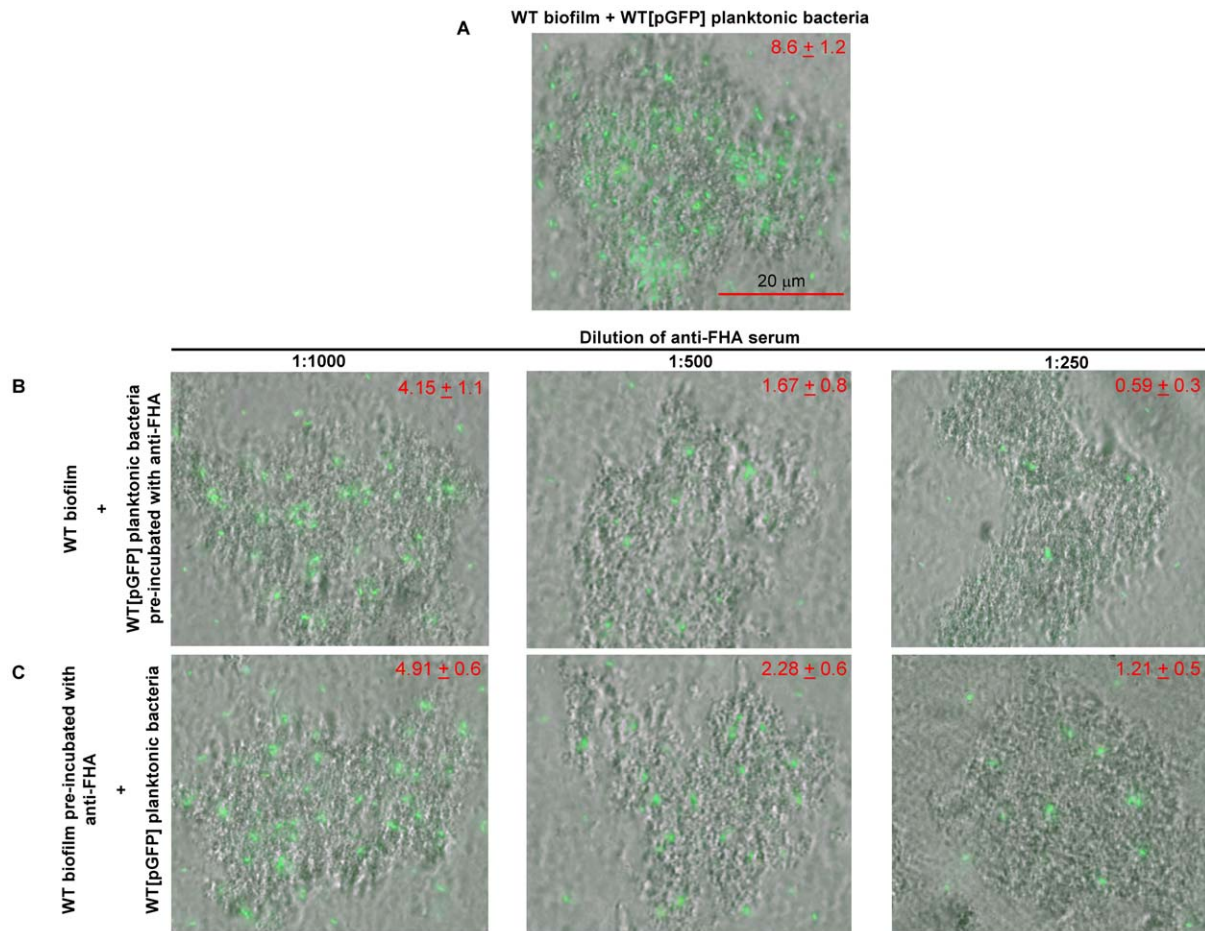 WT biofilm + WT[pGFP] planktonic bacteria
A
8.6 ± 1.2
20 μm
Dilution of anti-FHA serum
1:1000
1:500
1:250
B
WT biofilm
+
WT[pGFP] planktonic bacteria
pre-incubated with anti-FHA
4.15 ± 1.1
1.67 ± 0.8
0.59 ± 0.3
C
WT biofilm pre-incubated with
anti-FHA
+
WT[pGFP] planktonic bacteria
4.91 ± 0.6
2.28 ± 0.6
1.21 ± 0.5